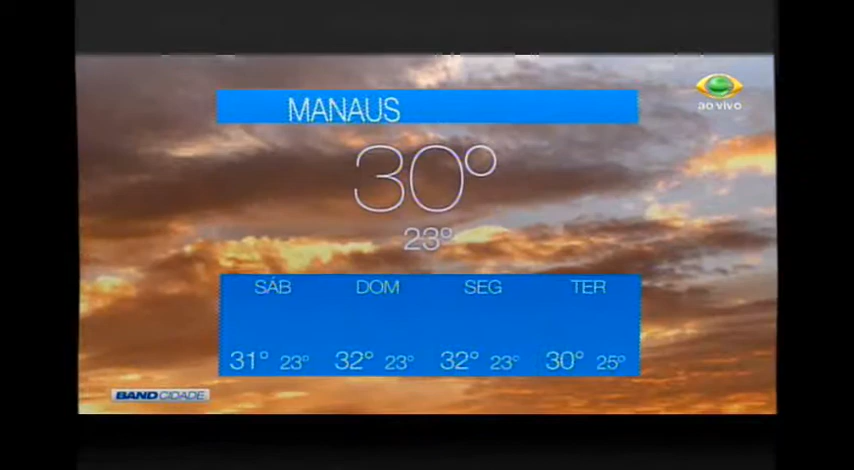 ao vivo
MANAUS
30°
23°
SÁB DOM SEG TER
31° 23° 32° 23° 32° 23° 30° 25°
BAND CIDADE